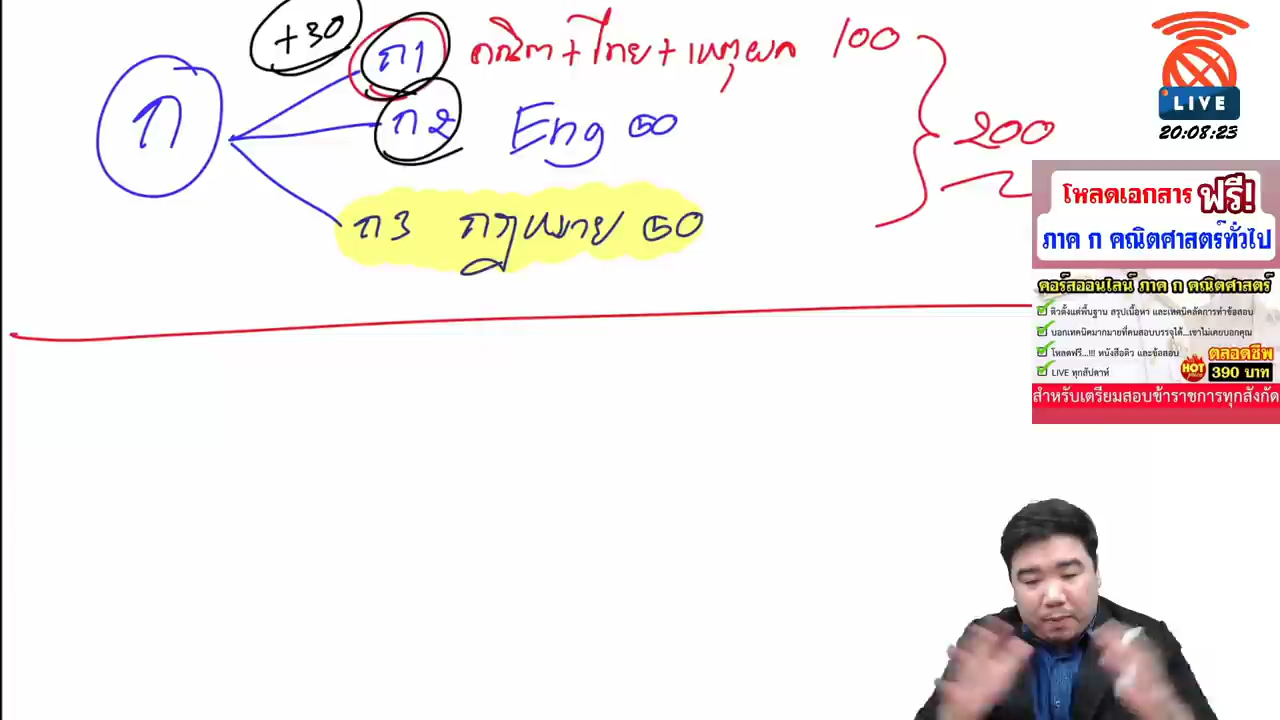 +30
ก
ก1 คณิต+ไทย+เหตุผล 100
ก2 Eng 50
ก3 กฎหมาย 50
200
LIVE
20:08:23
โหลดเอกสาร ฟรี!
ภาค ก คณิตศาสตร์ทั่วไป
คอร์สออนไลน์ ภาค ก คณิตศาสตร์
ติวตั้งแต่พื้นฐาน สรุปเนื้อหา และเทคนิคลัดการทำข้อสอบ
บอกเทคนิคมากมายที่คนสอบบรรจุได้...เขาไม่เคยบอกคุณ
โหลดฟรี...!!! หนังสือติว และข้อสอบ
LIVE ทุกสัปดาห์
HOT
ตลอดชีพ
390 บาท
สำหรับเตรียมสอบข้าราชการทุกสังกัด